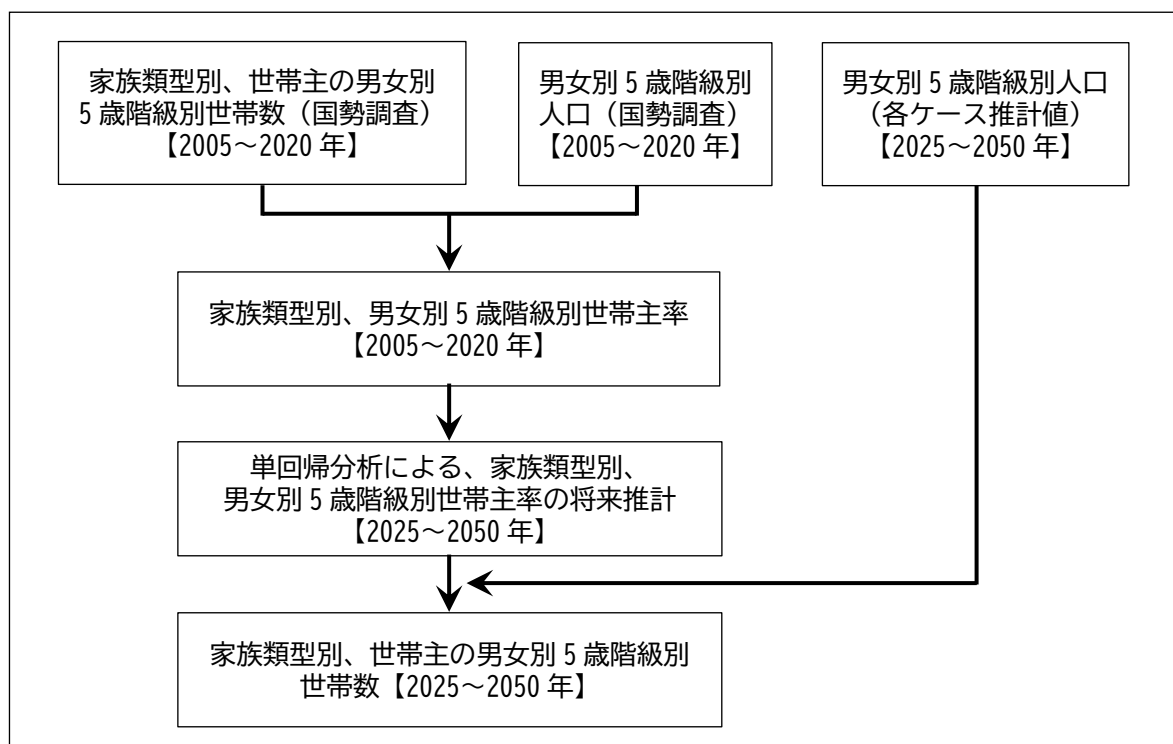 家族類型別、世帯主の男女別
5 歳階級別世帯数（国勢調査）
【2005～2020 年】
男女別 5 歳階級別
人口（国勢調査）
【2005～2020 年】
男女別 5 歳階級別人口
（各ケース推計値）
【2025～2050 年】
家族類型別、男女別 5 歳階級別世帯主率
【2005～2020 年】
単回帰分析による、家族類型別、
男女別 5 歳階級別世帯主率の将来推計
【2025～2050 年】
家族類型別、世帯主の男女別 5 歳階級別
世帯数【2025～2050 年】